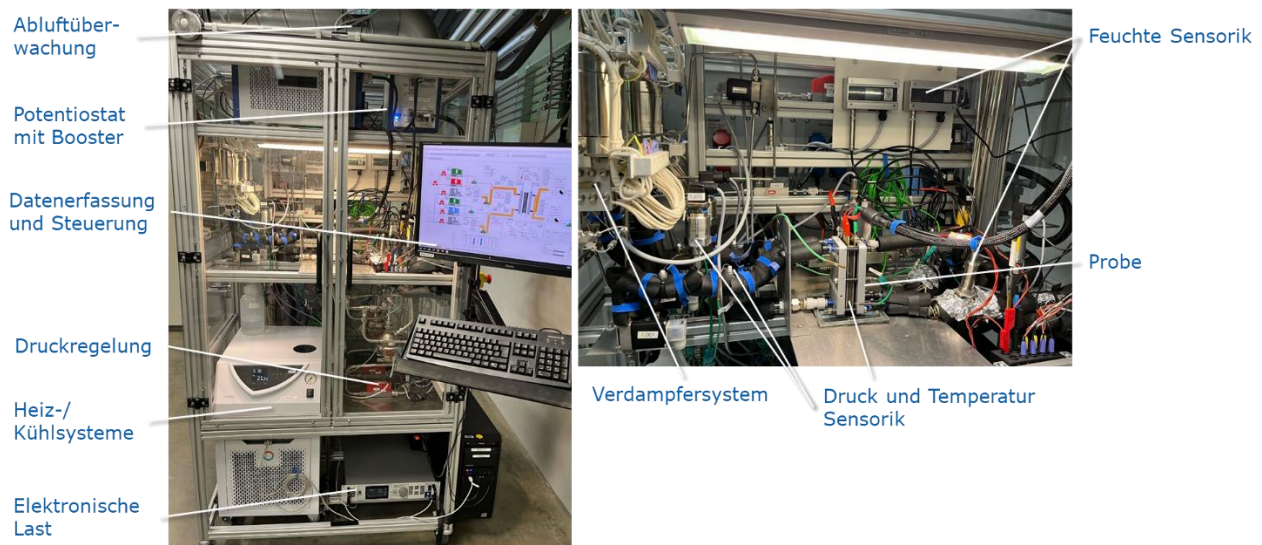 Abluftüber-
wachung
Potentiostat
mit Booster
Datenerfassung
und Steuerung
Druckregelung
Heiz-/
Kühlsysteme
Elektronische
Last
Feuchte Sensorik
Probe
Verdampfersystem
Druck und Temperatur
Sensorik